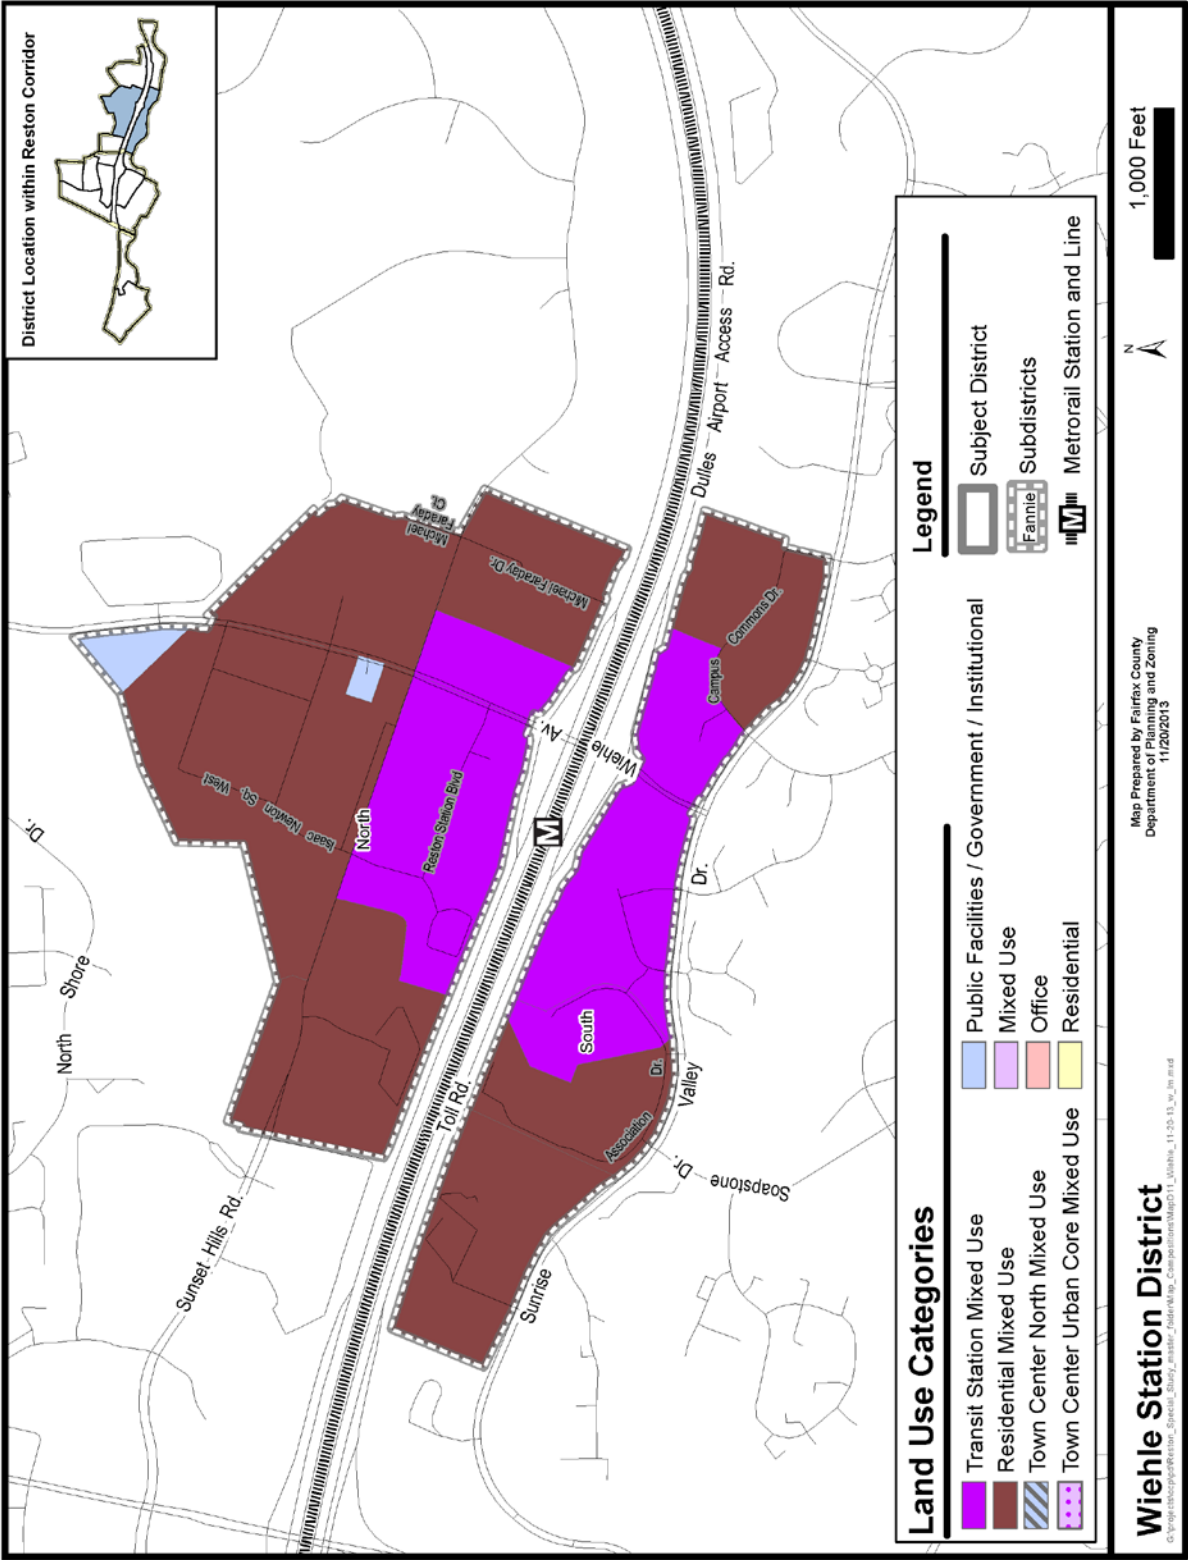 District Location within Reston Corridor
North
Shore
Dr.
Sunset Hills Rd.
Isaac Newton Sq. West
North
Reston Station Blvd
Michael
Faraday
Ct.
Michael Faraday Dr.
Wiehle
Av.
M
Toll Rd.
Dulles Airport Access Rd.
South
Campus
Commons Dr.
Association
Dr.
Sunrise
Valley
Dr.
Soapstone
Dr.
Land Use Categories
Transit Station Mixed Use
Residential Mixed Use
Town Center North Mixed Use
Town Center Urban Core Mixed Use
Public Facilities / Government / Institutional
Mixed Use
Office
Residential
Legend
Subject District
Fannie
Subdistricts
M
Metrorail Station and Line
Wiehle Station District
Map Prepared by Fairfax County
Department of Planning and Zoning
11/20/2013
N
1,000 Feet